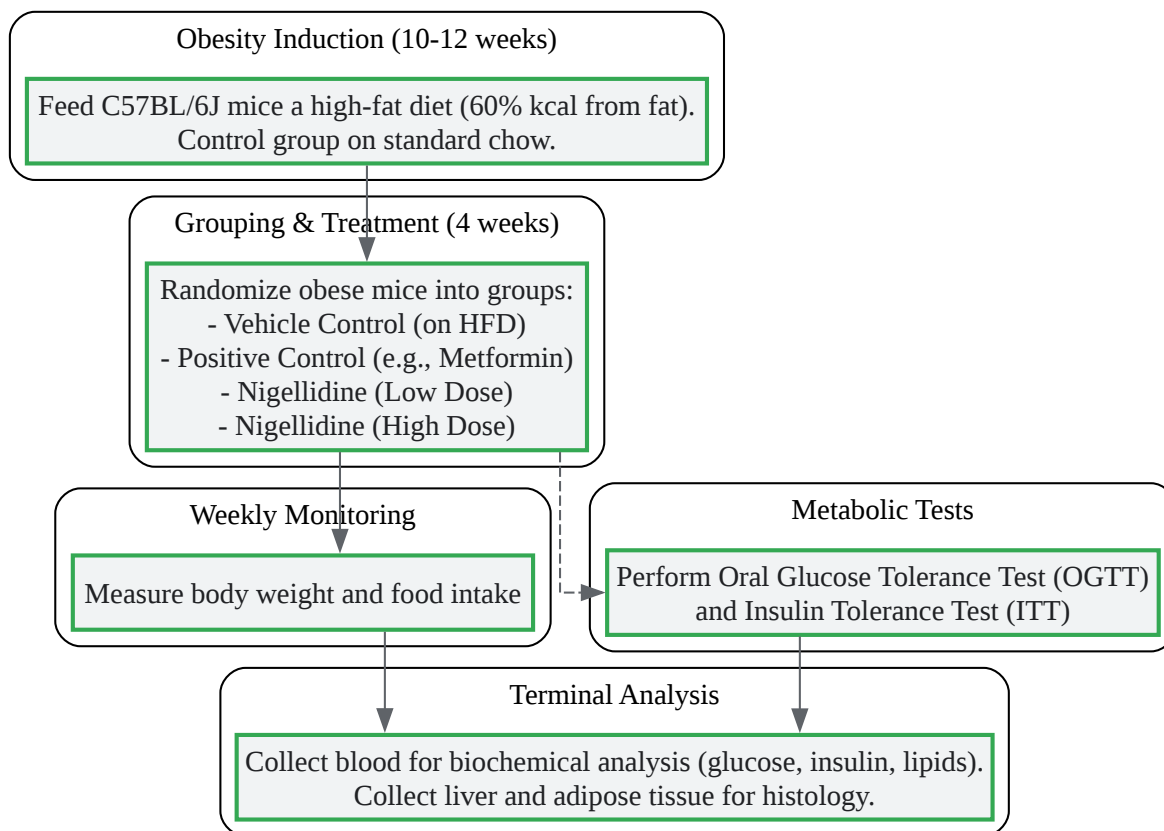 Obesity Induction (10-12 weeks)
Feed C57BL/6J mice a high-fat diet (60% kcal from fat).
Control group on standard chow.
Grouping & Treatment (4 weeks)
Randomize obese mice into groups:
- Vehicle Control (on HFD)
- Positive Control (e.g., Metformin)
- Nigellidine (Low Dose)
- Nigellidine (High Dose)
Weekly Monitoring
Measure body weight and food intake
Metabolic Tests
Perform Oral Glucose Tolerance Test (OGTT)
and Insulin Tolerance Test (ITT)
Terminal Analysis
Collect blood for biochemical analysis (glucose, insulin, lipids).
Collect liver and adipose tissue for histology.